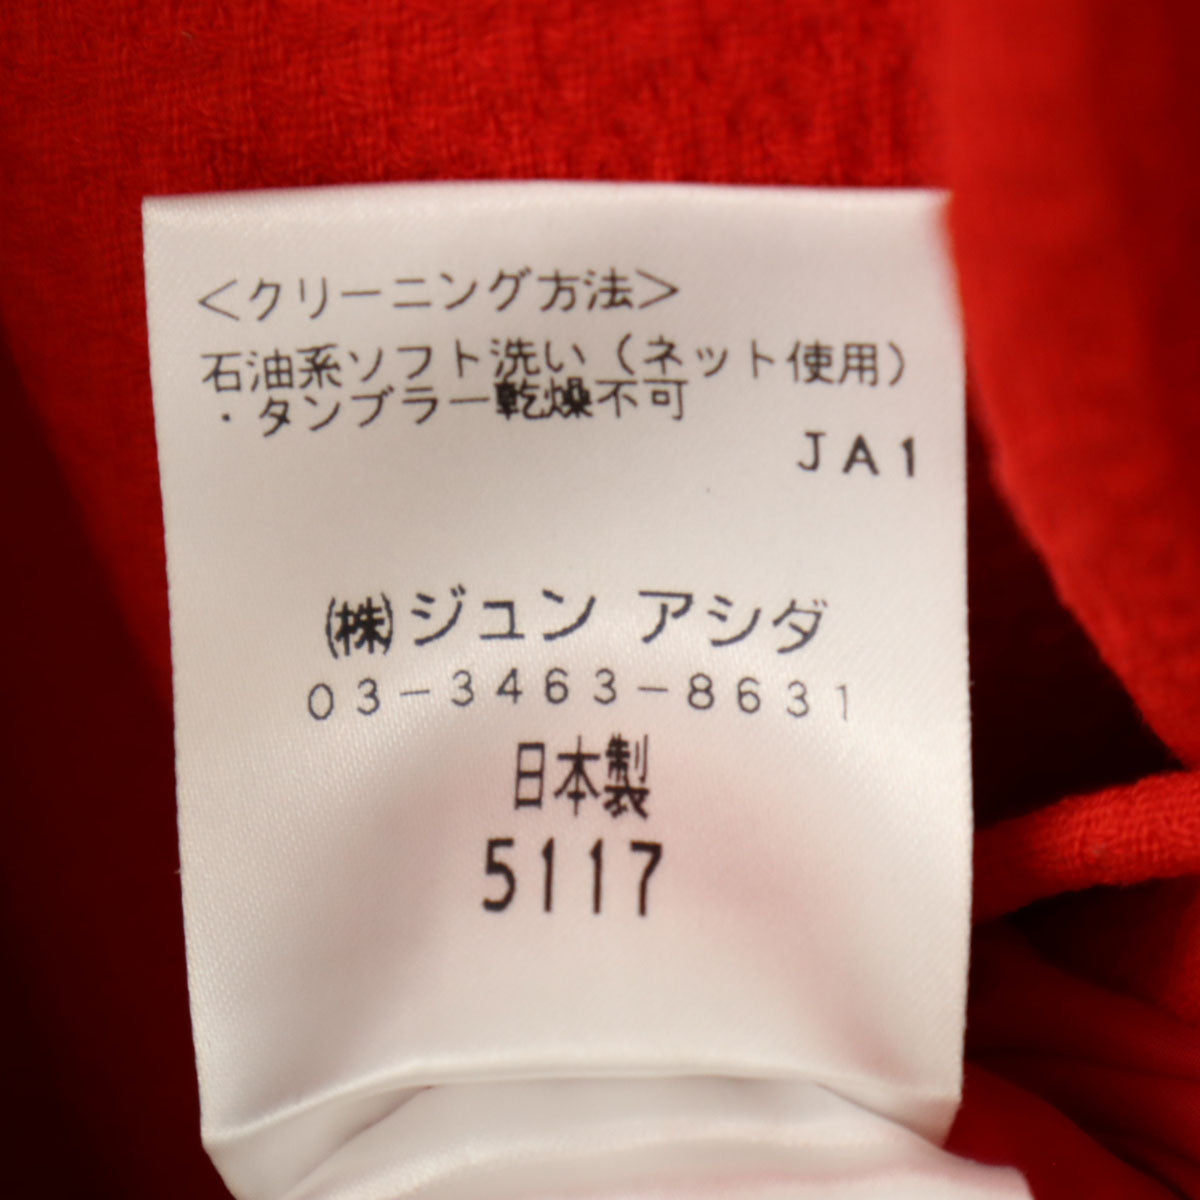 ＜クリーニング方法＞
石油系ソフト洗い（ネット使用）
・タンブラー乾燥不可
JA1
㈱ジュン アシダ
03-3463-8631
日本製
5117